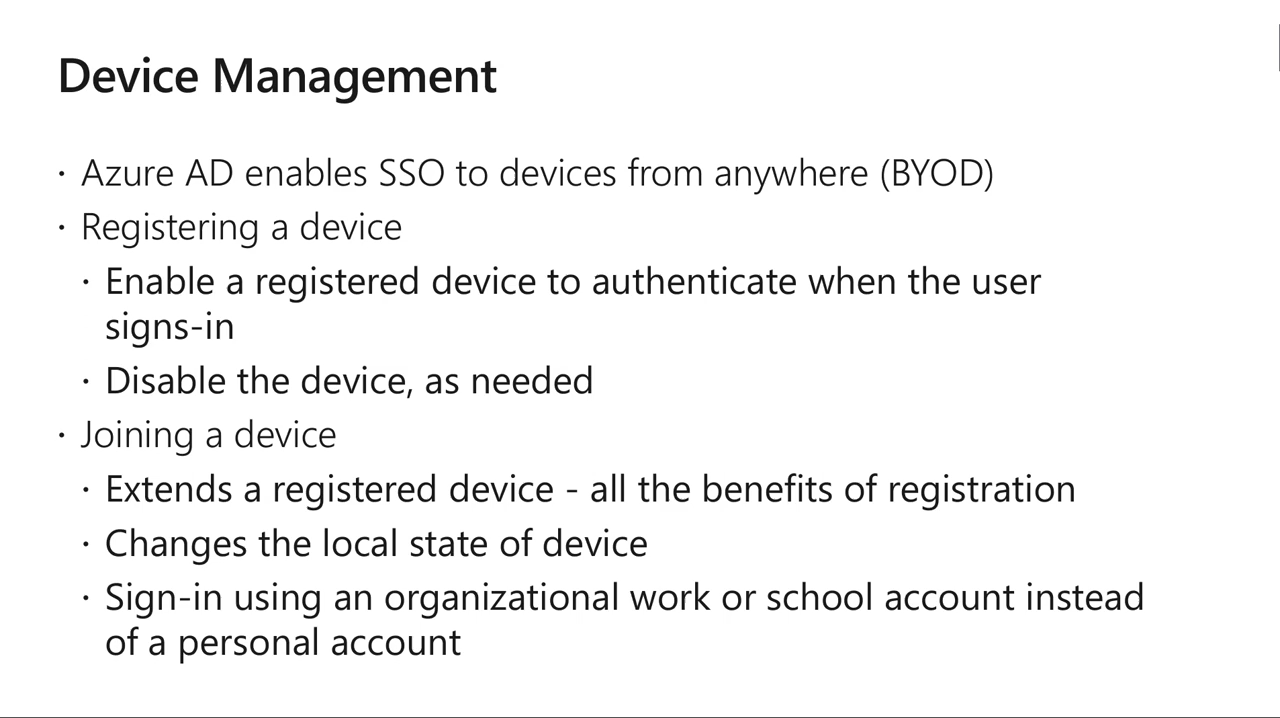 Device Management
· Azure AD enables SSO to devices from anywhere (BYOD)
· Registering a device
· Enable a registered device to authenticate when the user
signs-in
· Disable the device, as needed
· Joining a device
· Extends a registered device - all the benefits of registration
· Changes the local state of device
· Sign-in using an organizational work or school account instead
of a personal account